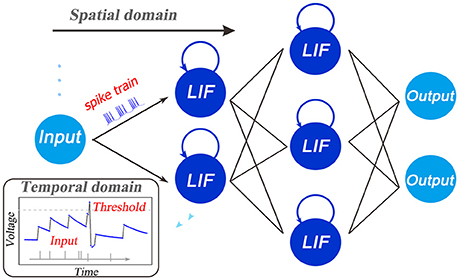 Spatial domain
spike train
Input
LIF
LIF
LIF
LIF
LIF
Output
Output
Temporal domain
Voltage
Threshold
Input
Time